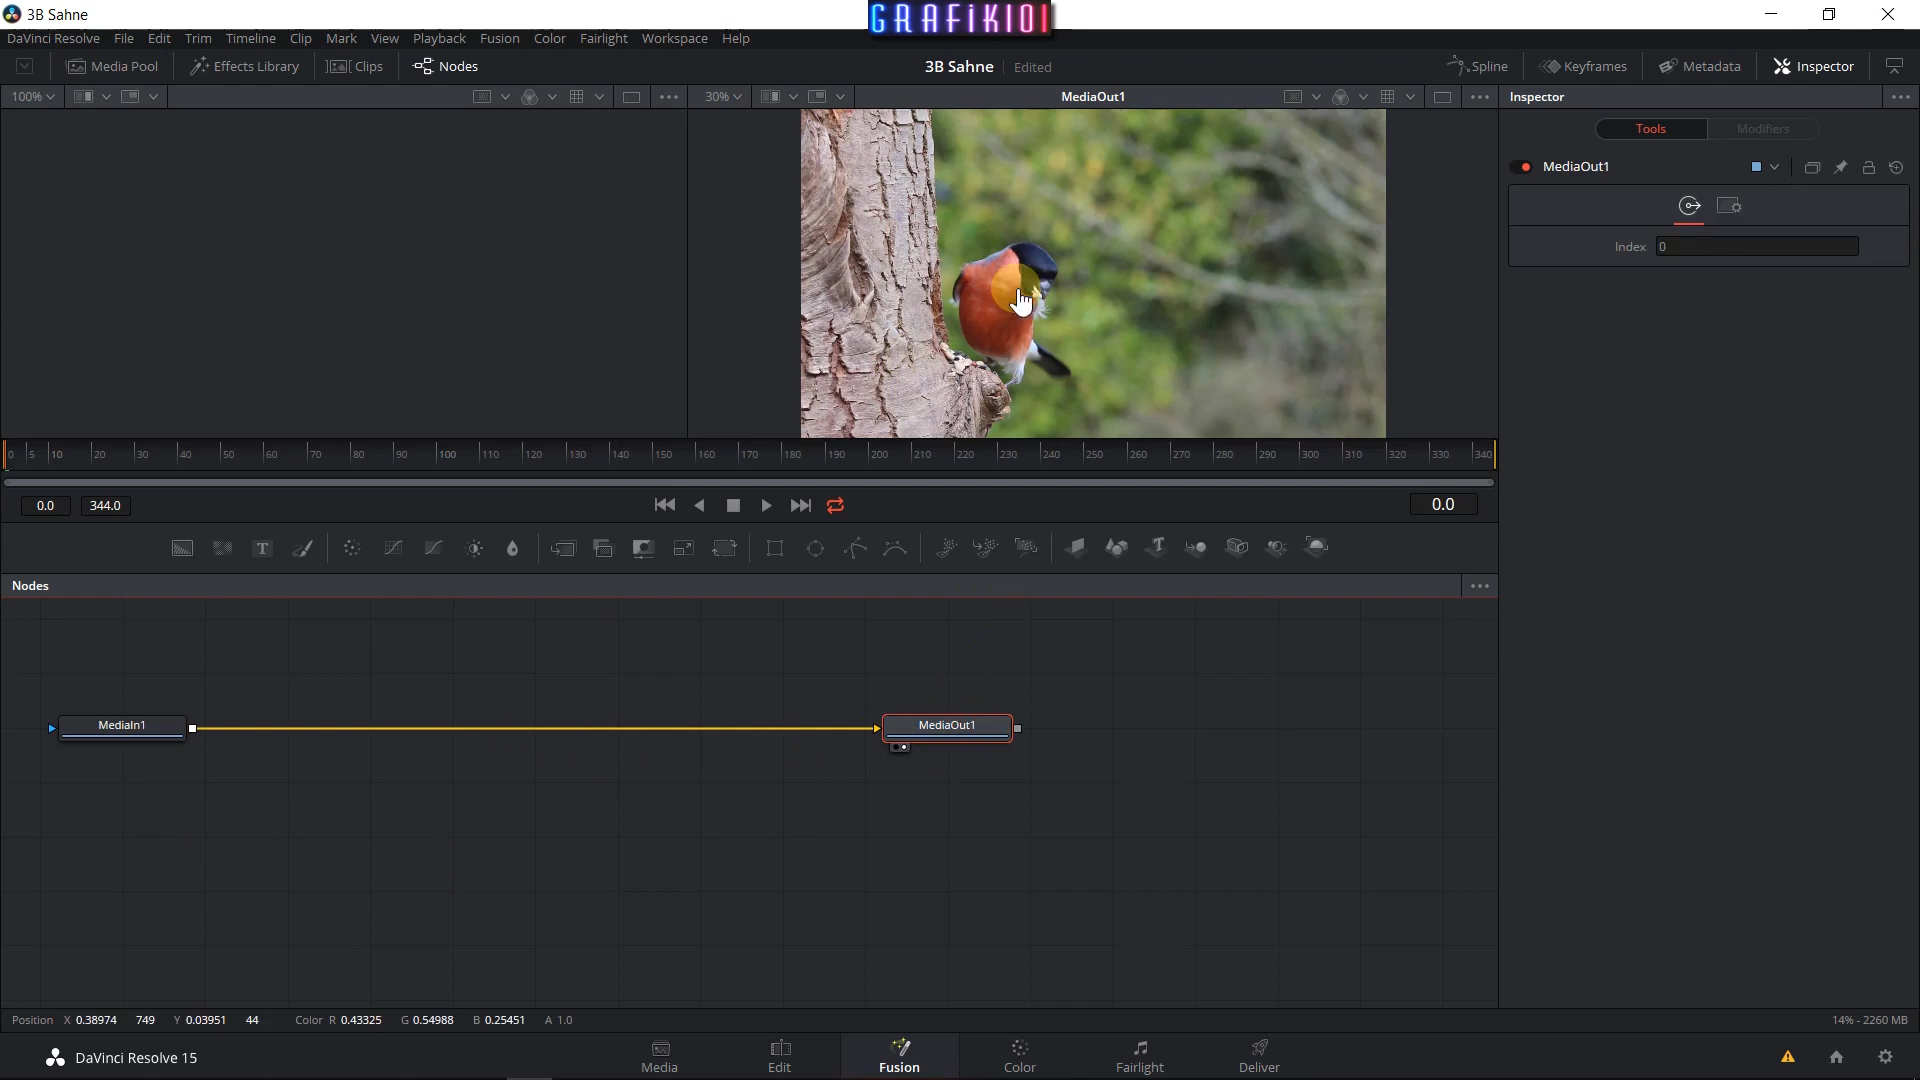 3B Sahne
GRAFiK101
DaVinci Resolve File Edit Trim Timeline Clip Mark View Playback Fusion Color Fairlight Workspace Help
Media Pool Effects Library Clips Nodes 3B Sahne Edited Spline Keyframes Metadata Inspector
100% 30% MediaOut1 Inspector
Tools Modifiers
MediaOut1
Index 0
0 5 10 20 30 40 50 60 70 80 90 100 110 120 130 140 150 160 170 180 190 200 210 220 230 240 250 260 270 280 290 300 310 320 330 340
0.0 344.0 0.0
T T
Nodes
MediaIn1 MediaOut1
Position X 0.38974 749 Y 0.03951 44 Color R 0.43325 G 0.54988 B 0.25451 A 1.0 14% - 2260 MB
DaVinci Resolve 15 Media Edit Fusion Color Fairlight Deliver